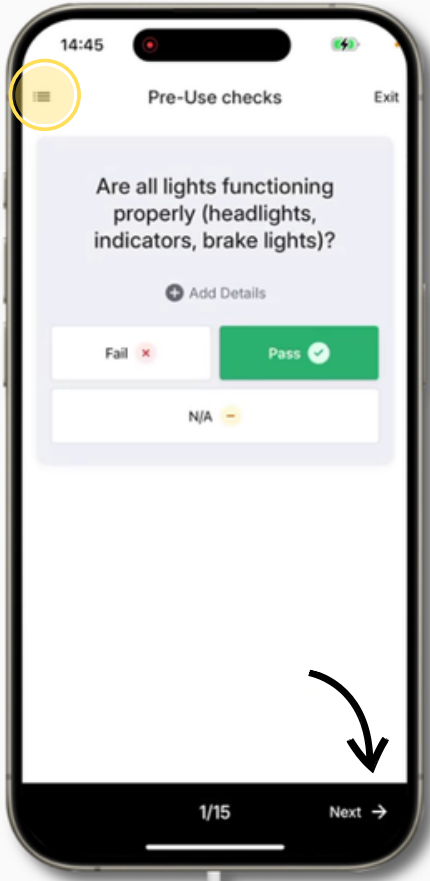 14:45
Pre-Use checks
Exit
Are all lights functioning
properly (headlights,
indicators, brake lights)?
Add Details
Fail
Pass
N/A
1/15
Next